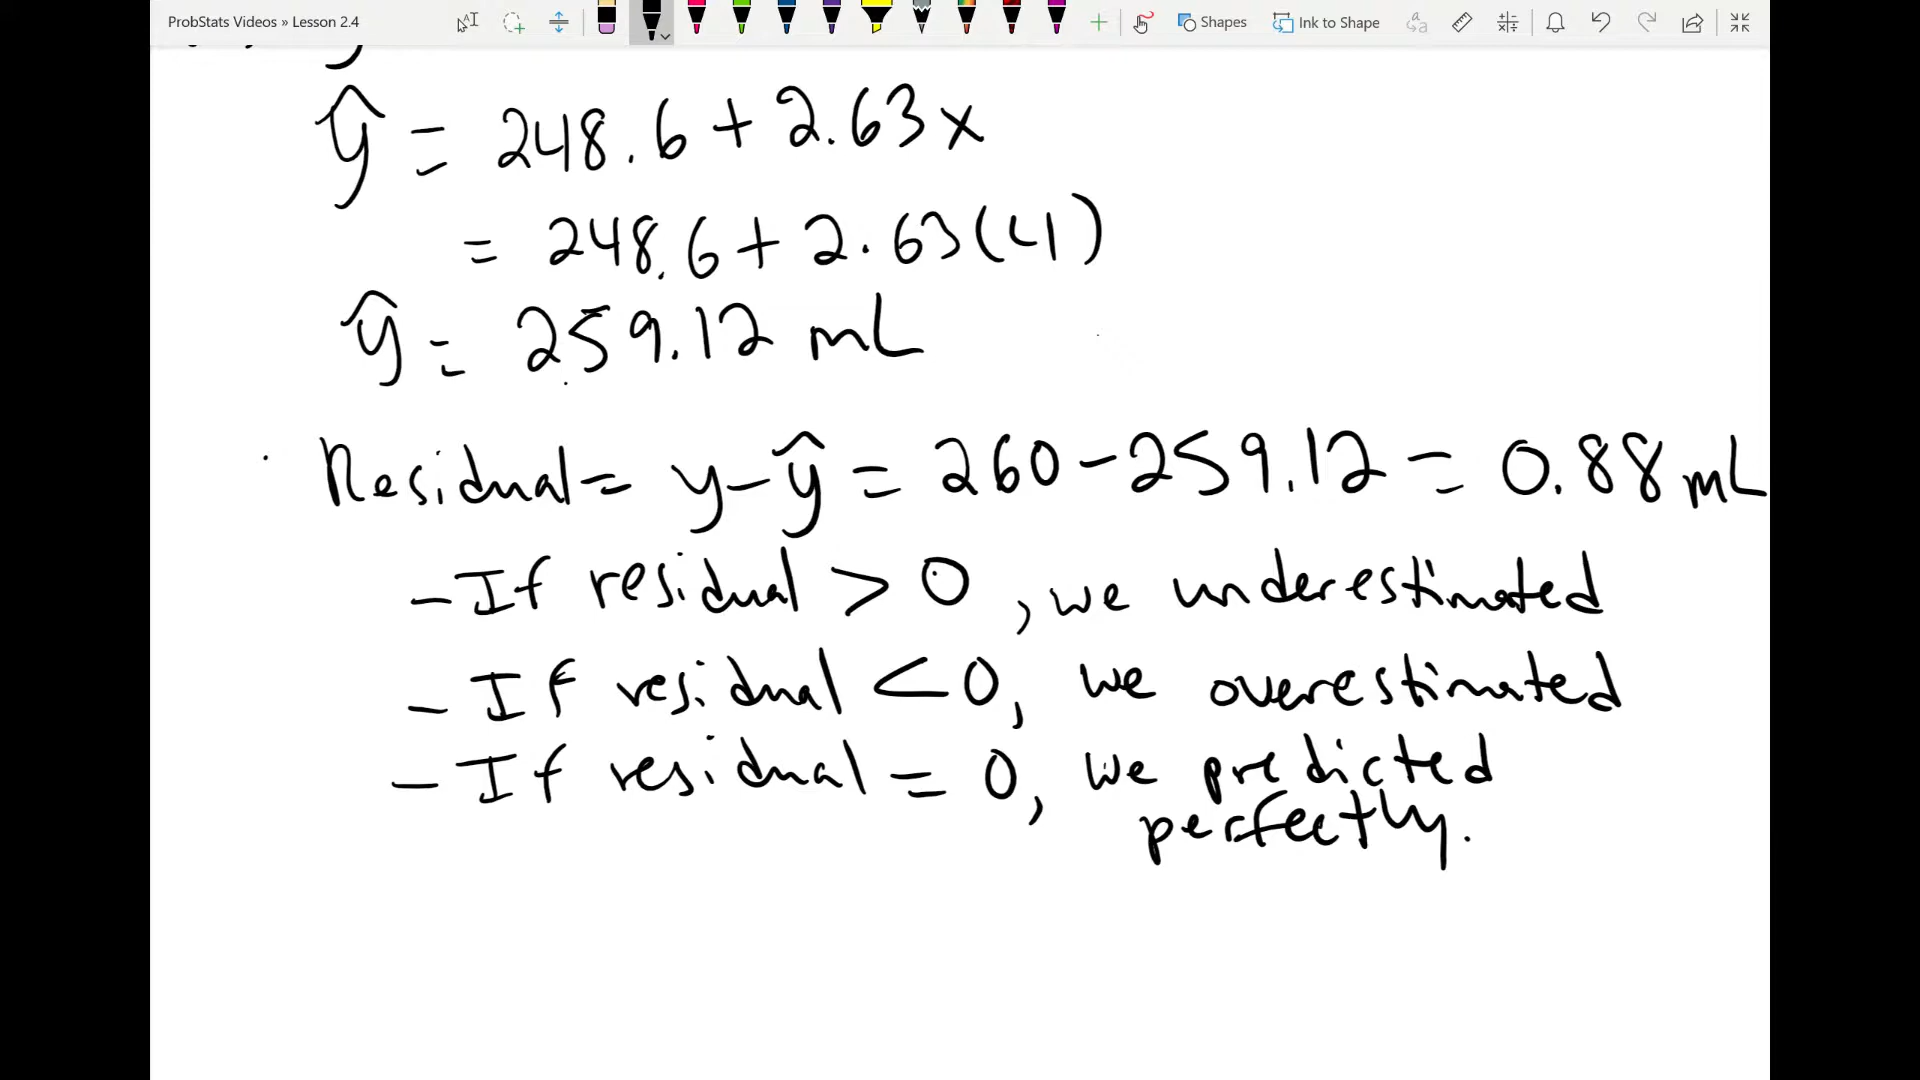 ProbStats Videos » Lesson 2.4
Shapes
Ink to Shape
ŷ = 248.6 + 2.63x
= 248.6 + 2.63(4)
ŷ = 259.12 mL
Residual = y - ŷ = 260 - 259.12 = 0.88 mL
- If residual > 0, we underestimated
- If residual < 0, we overestimated
- If residual = 0, we predicted
perfectly.